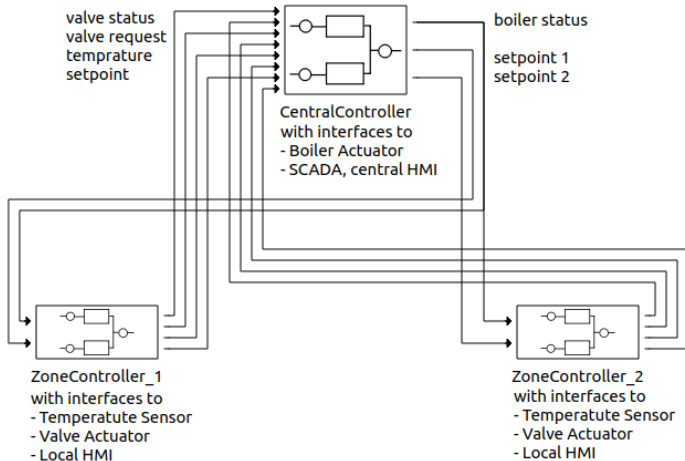 valve status
valve request
temprature
setpoint
boiler status
setpoint 1
setpoint 2
CentralController
with interfaces to
- Boiler Actuator
- SCADA, central HMI
ZoneController_1
with interfaces to
- Temperatute Sensor
- Valve Actuator
- Local HMI
ZoneController_2
with interfaces to
- Temperatute Sensor
- Valve Actuator
- Local HMI